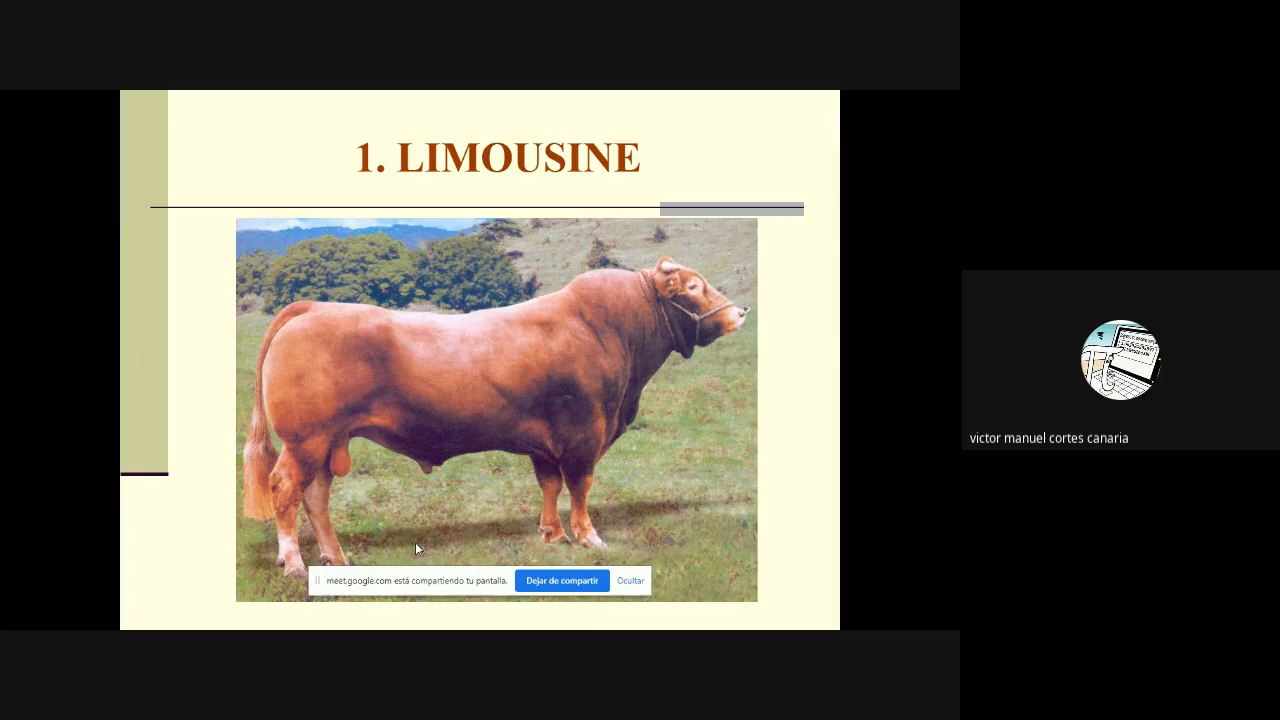 1. LIMOUSINE
meet.google.com está compartiendo tu pantalla. Dejar de compartir Ocultar
victor manuel cortes canaria